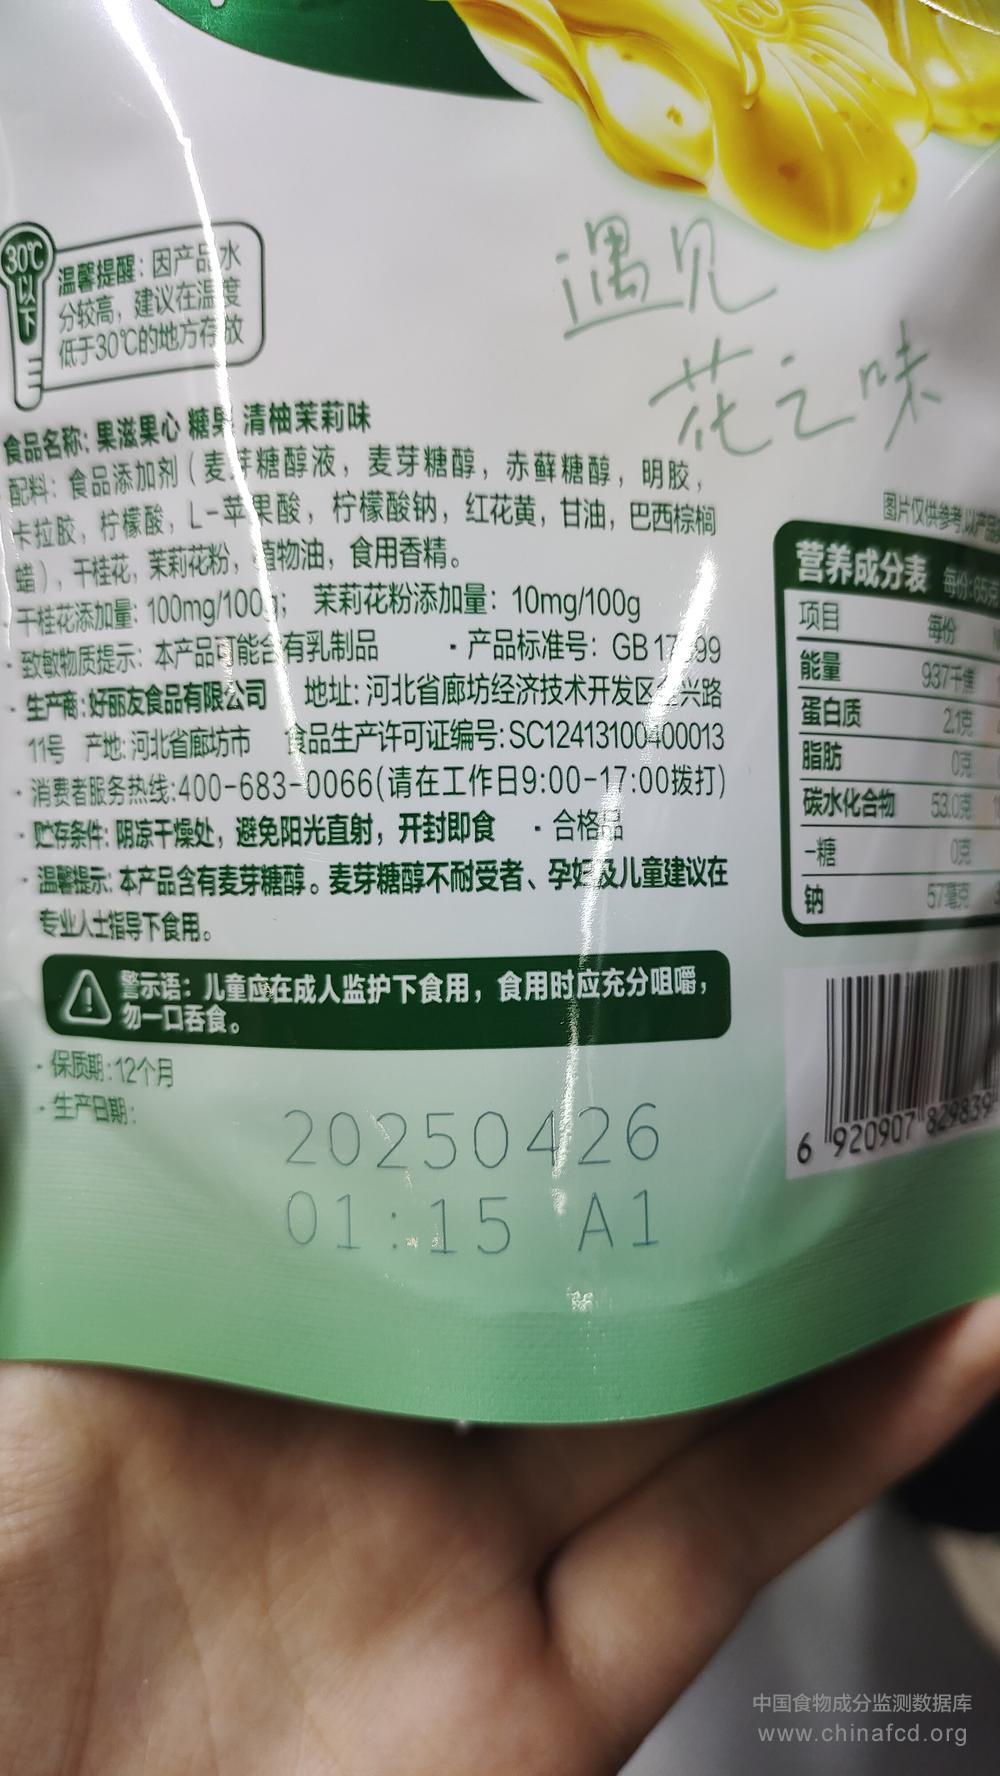 30℃
以
下
温馨提醒：因产品水
分较高，建议在温度
低于30℃的地方存放
遇见
花之味
食品名称：果滋果心 糖果 清柚茉莉味
配料：食品添加剂（麦芽糖醇液，麦芽糖醇，赤藓糖醇，明胶，
卡拉胶，柠檬酸，L-苹果酸，柠檬酸钠，红花黄，甘油，巴西棕榈
蜡），干桂花，茉莉花粉，植物油，食用香精。
·干桂花添加量：100mg/100g； 茉莉花粉添加量：10mg/100g
·致敏物质提示：本产品可能含有乳制品 ·产品标准号：GB 17 99
·生产商：好丽友食品有限公司 地址：河北省廊坊经济技术开发区 兴路
11号 产地：河北省廊坊市 食品生产许可证编号：SC12413100400013
·消费者服务热线：400-683-0066(请在工作日9:00-17:00拨打)
·贮存条件：阴凉干燥处，避免阳光直射，开封即食 ·合格品
·温馨提示：本产品含有麦芽糖醇。麦芽糖醇不耐受者、孕妇及儿童建议在
专业人士指导下食用。
警示语：儿童应在成人监护下食用，食用时应充分咀嚼，
勿一口吞食。
·保质期：12个月
·生产日期：
20250426
01:15 A1
图片仅供参考,以产品
营养成分表 每份:65克
项目 每份
能量 937千焦
蛋白质 2.1克
脂肪 0克
碳水化合物 53.0克
-糖 0克
钠 57毫克
6 920907 829839
中国食物成分监测数据库
www.chinafcd.org